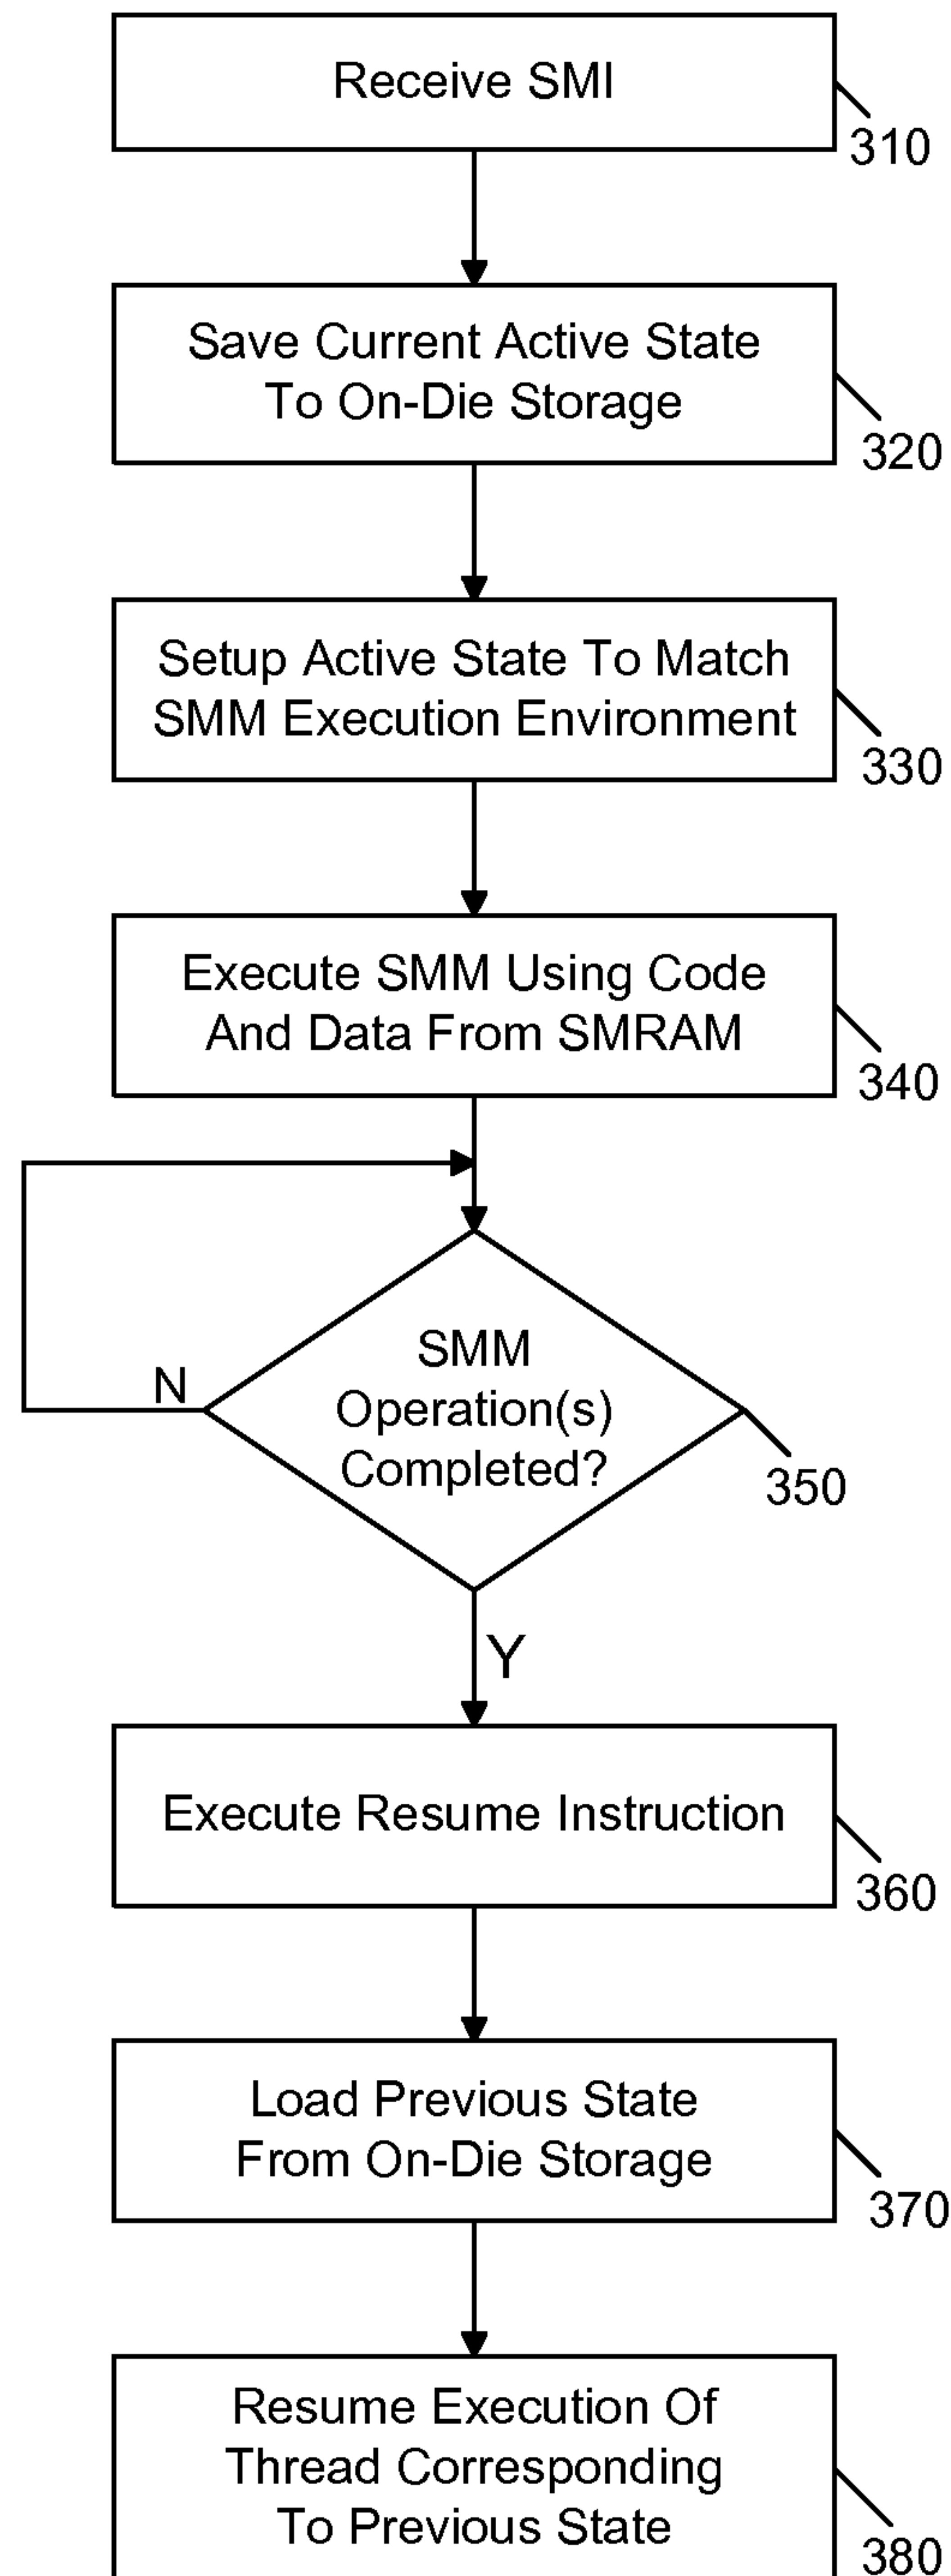 Receive SMI
310
Save Current Active State
To On-Die Storage
320
Setup Active State To Match
SMM Execution Environment
330
Execute SMM Using Code
And Data From SMRAM
340
SMM
Operation(s)
Completed?
N
350
Y
Execute Resume Instruction
360
Load Previous State
From On-Die Storage
370
Resume Execution Of
Thread Corresponding
To Previous State
380